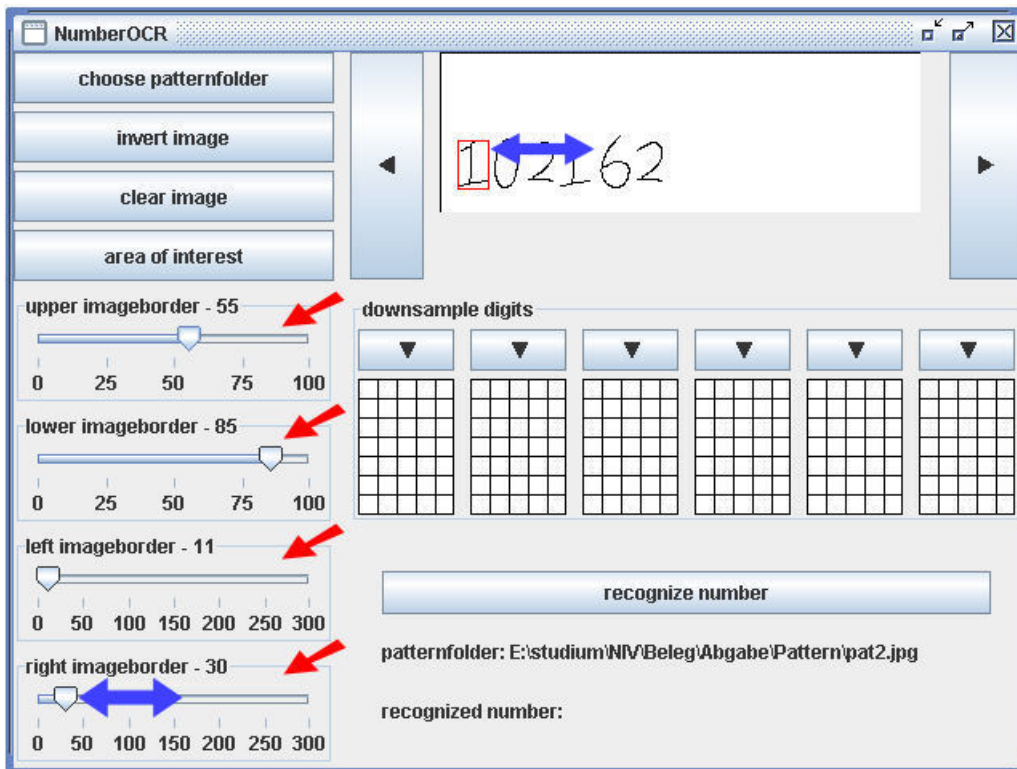 NumberOCR
choose patternfolder
invert image
clear image
area of interest
102162
upper imageborder - 55
0 25 50 75 100
lower imageborder - 85
0 25 50 75 100
left imageborder - 11
0 50 100 150 200 250 300
right imageborder - 30
0 50 100 150 200 250 300
downsample digits
recognize number
patternfolder: E:\studium\NIV\Beleg\Abgabe\Pattern\pat2.jpg
recognized number: